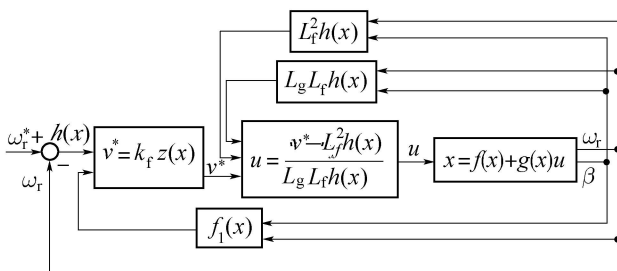 L_f^2 h(x)
L_g L_f h(x)
ω_r^* + h(x)
v^* = k_f z(x)
v^*
u = (v^* − L_f^2 h(x)) / (L_g L_f h(x))
u
x = f(x) + g(x)u
ω_r
β
ω_r −
f_1(x)